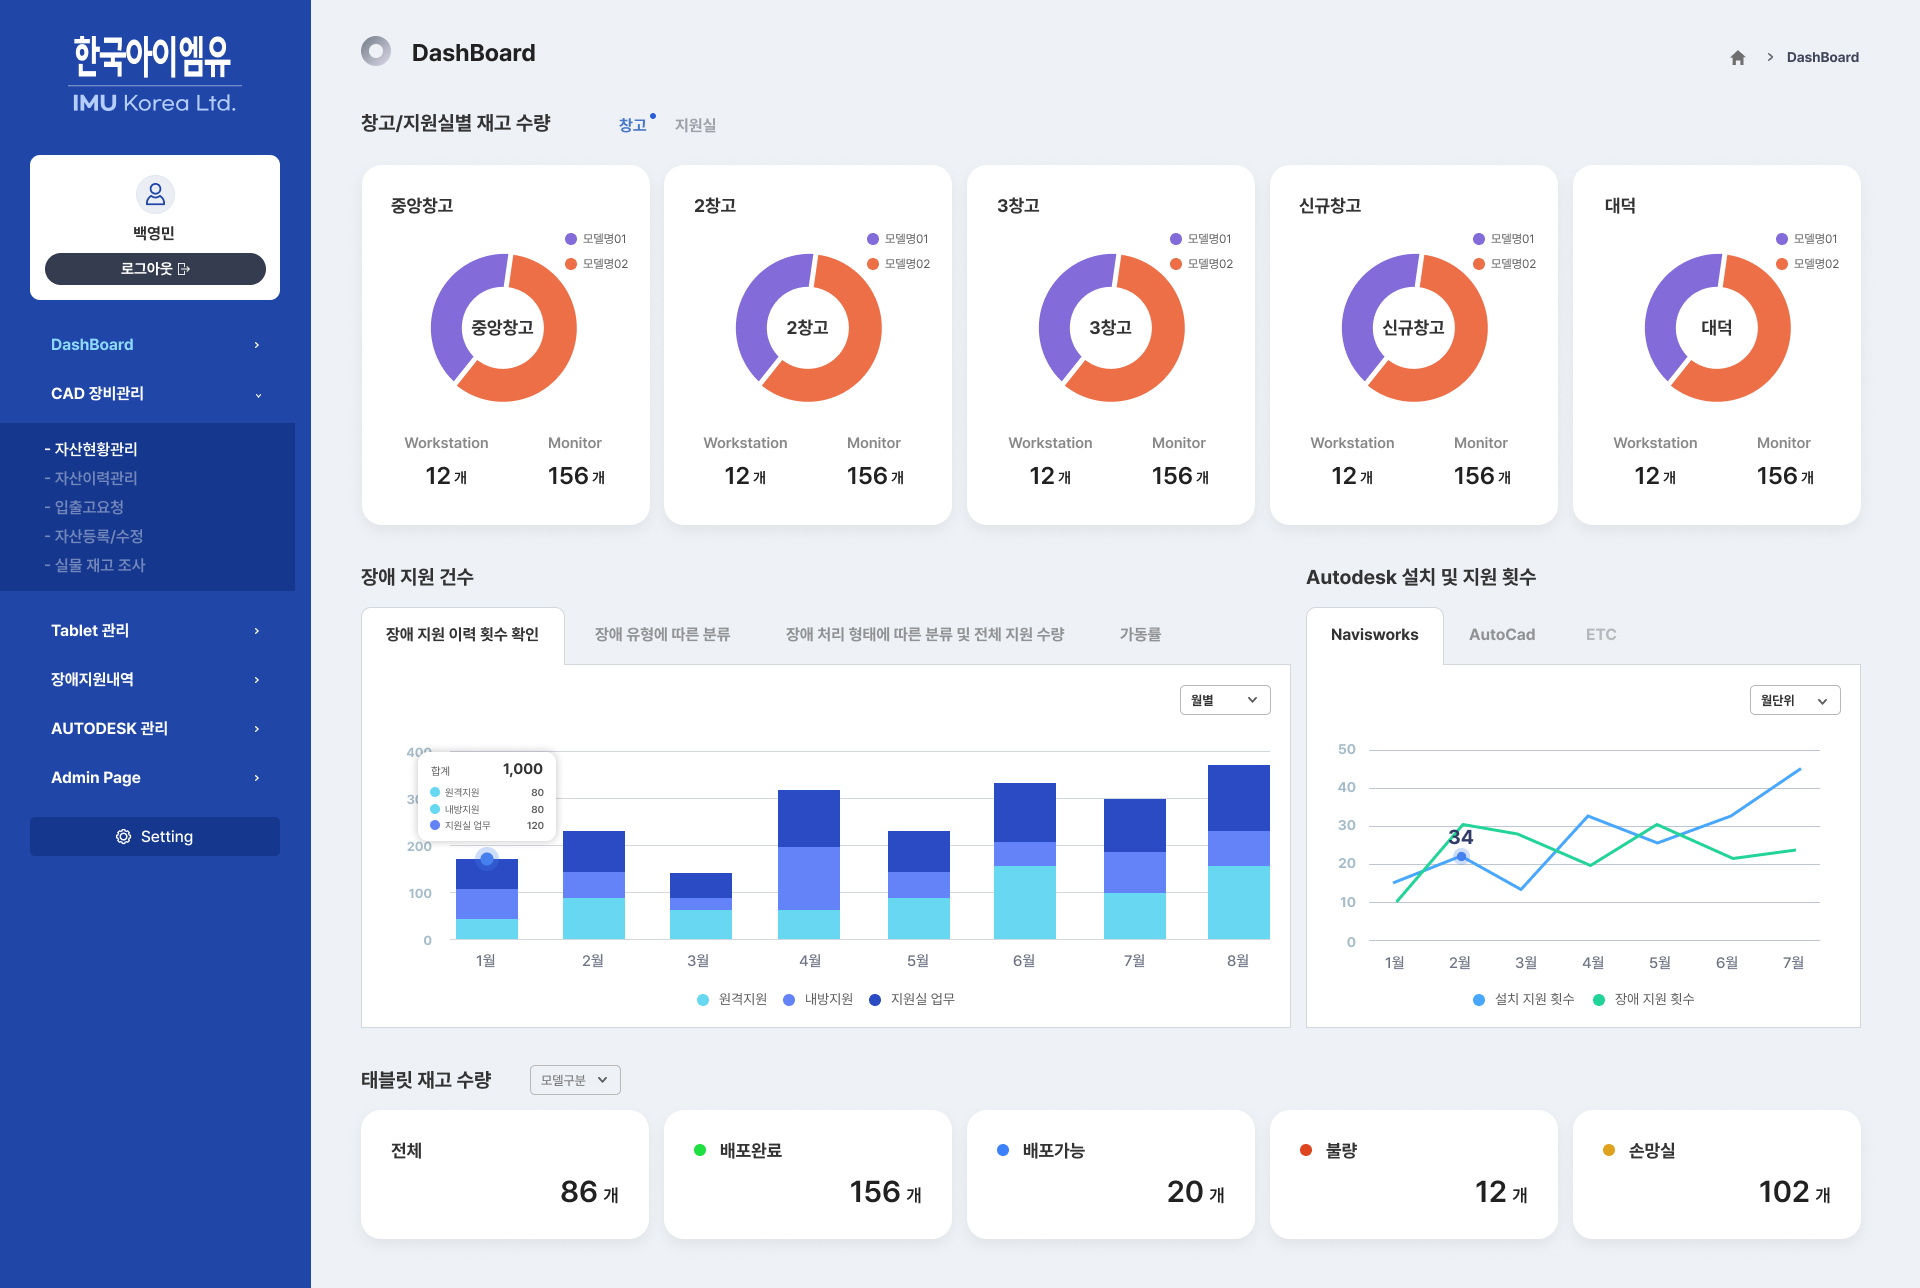 한국아이엠유
IMU Korea Ltd.
백영민
로그아웃
DashBoard
CAD 장비관리
- 자산현황관리
- 자산이력관리
- 입출고요청
- 자산등록/수정
- 실물 재고 조사
Tablet 관리
장애지원내역
AUTODESK 관리
Admin Page
Setting
DashBoard
DashBoard
창고/지원실별 재고 수량
창고
지원실
중앙창고
모델명01
모델명02
중앙창고
Workstation Monitor
12 개 156 개
2창고
모델명01
모델명02
2창고
Workstation Monitor
12 개 156 개
3창고
모델명01
모델명02
3창고
Workstation Monitor
12 개 156 개
신규창고
모델명01
모델명02
신규창고
Workstation Monitor
12 개 156 개
대덕
모델명01
모델명02
대덕
Workstation Monitor
12 개 156 개
장애 지원 건수
장애 지원 이력 횟수 확인
장애 유형에 따른 분류
장애 처리 형태에 따른 분류 및 전체 지원 수량
가동률
월별
400
합계 1,000
원격지원 80
내방지원 80
지원실 업무 120
200
100
0
1월 2월 3월 4월 5월 6월 7월 8월
원격지원 내방지원 지원실 업무
Autodesk 설치 및 지원 횟수
Navisworks
AutoCad
ETC
월단위
50
40
30
20
10
0
34
1월 2월 3월 4월 5월 6월 7월
설치 지원 횟수 장애 지원 횟수
태블릿 재고 수량
모델구분
전체
86 개
배포완료
156 개
배포가능
20 개
불량
12 개
손망실
102 개